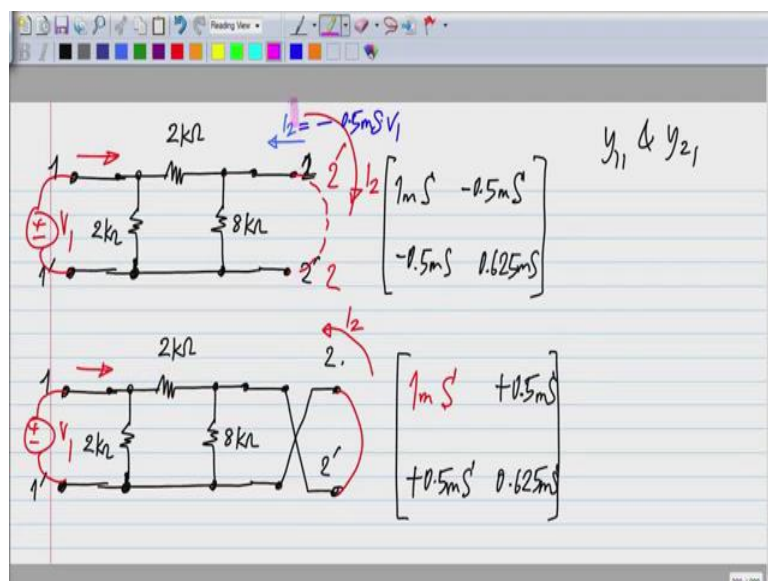 Reading View
B I
I2 = - 0.5mS V1
2kΩ
y11 & y21
1
2
2'
I2
V1
2kΩ
8kΩ
1'
2'
2
1mS -0.5mS
-0.5mS 0.625mS
I2
2kΩ
1
2.
V1
2kΩ
8kΩ
1'
2'
1mS +0.5mS
+0.5mS 0.625mS